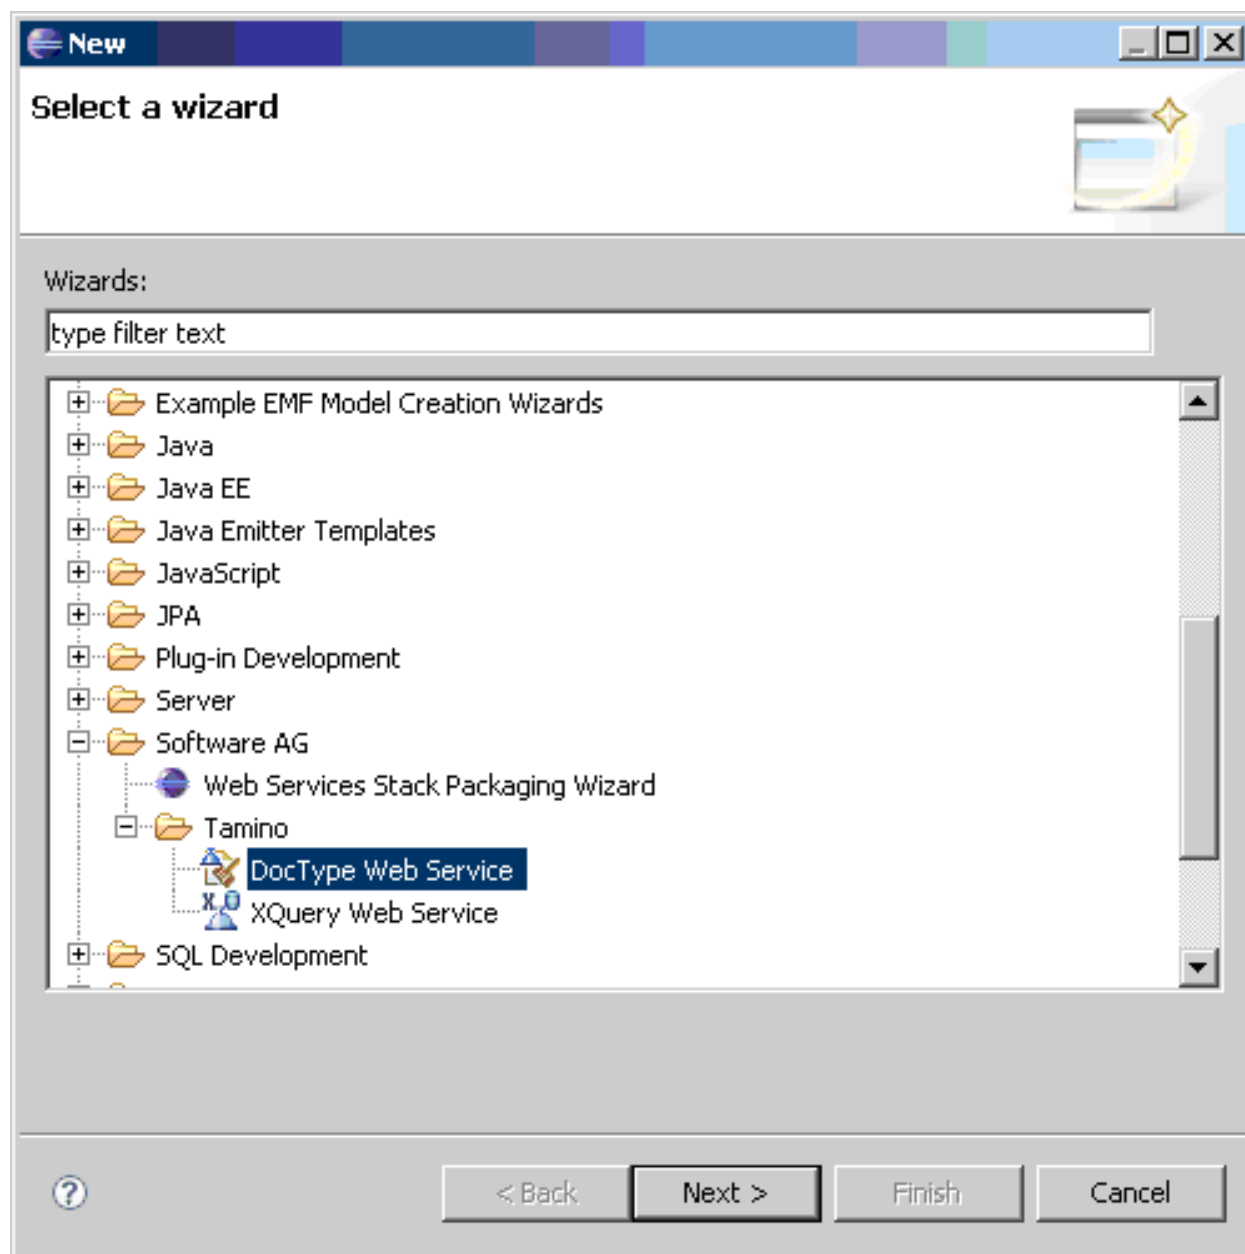 New
Select a wizard
Wizards:
type filter text
Example EMF Model Creation Wizards
Java
Java EE
Java Emitter Templates
JavaScript
JPA
Plug-in Development
Server
Software AG
Web Services Stack Packaging Wizard
Tamino
DocType Web Service
XQuery Web Service
SQL Development
< Back Next > Finish Cancel